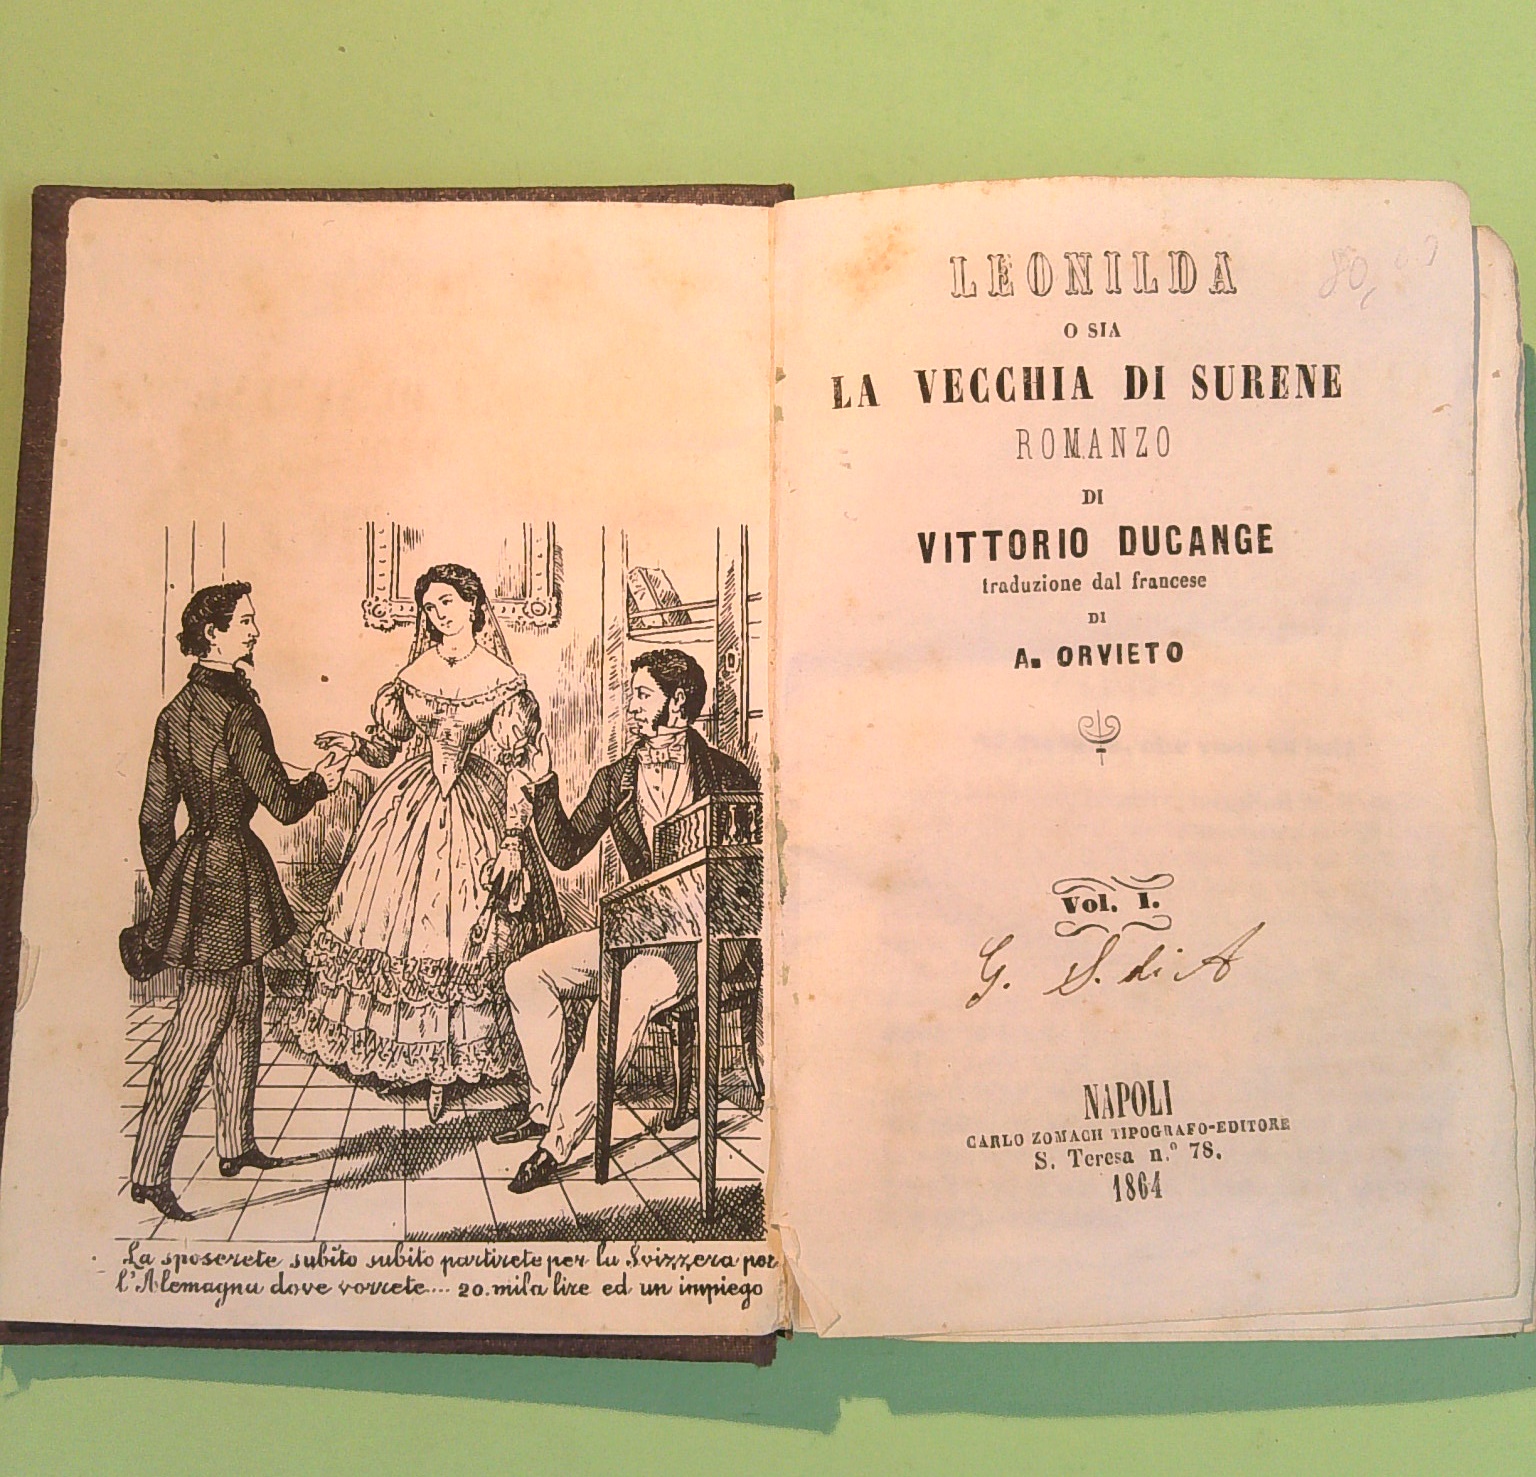 La sposerete subito subito partirete per la Svizzera per
l'Alemagna dove vorrete.... 20. mila lire ed un impiego
LEONILDA
O SIA
LA VECCHIA DI SURENE
ROMANZO
DI
VITTORIO DUCANGE
traduzione dal francese
DI
A. ORVIETO
Vol. I.
G. S. di A
NAPOLI
CARLO ZOMACH TIPOGRAFO-EDITORE
S. Teresa n.° 78.
1864